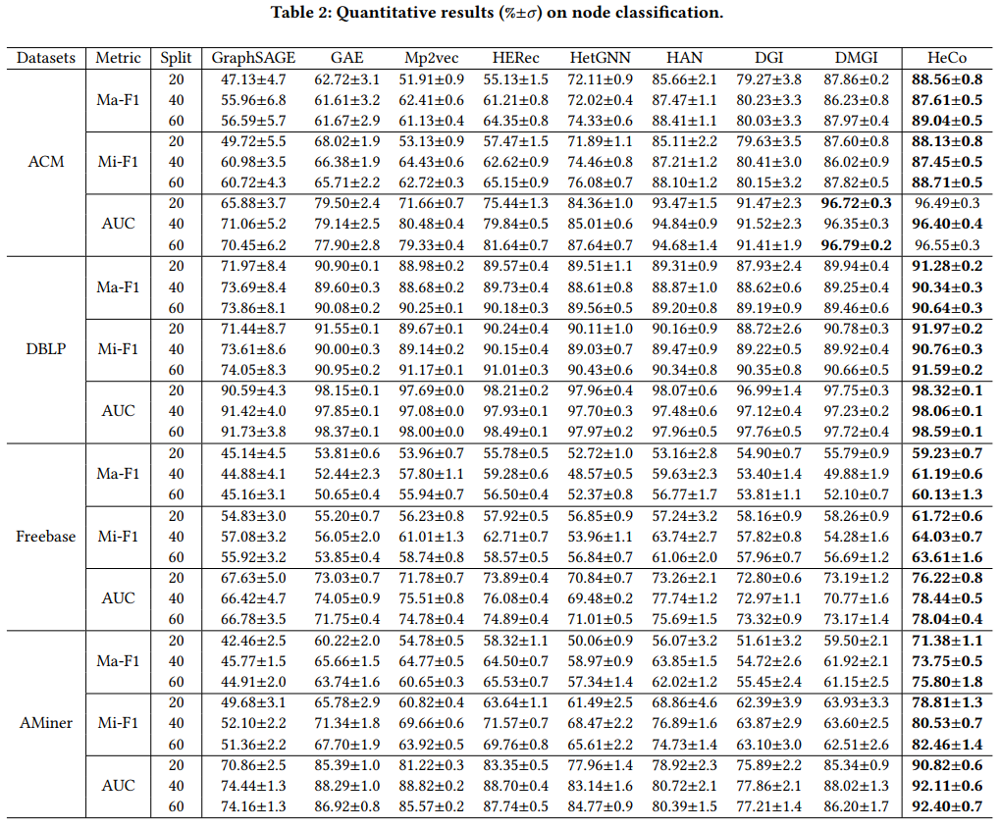 Table 2: Quantitative results (%±σ) on node classification.
Datasets Metric Split GraphSAGE GAE Mp2vec HERec HetGNN HAN DGI DMGI HeCo
20 47.13±4.7 62.72±3.1 51.91±0.9 55.13±1.5 72.11±0.9 85.66±2.1 79.27±3.8 87.86±0.2 88.56±0.8
Ma-F1 40 55.96±6.8 61.61±3.2 62.41±0.6 61.21±0.8 72.02±0.4 87.47±1.1 80.23±3.3 86.23±0.8 87.61±0.5
60 56.59±5.7 61.67±2.9 61.13±0.4 64.35±0.8 74.33±0.6 88.41±1.1 80.03±3.3 87.97±0.4 89.04±0.5
20 49.72±5.5 68.02±1.9 53.13±0.9 57.47±1.5 71.89±1.1 85.11±2.2 79.63±3.5 87.60±0.8 88.13±0.8
ACM Mi-F1 40 60.98±3.5 66.38±1.9 64.43±0.6 62.62±0.9 74.46±0.8 87.21±1.2 80.41±3.0 86.02±0.9 87.45±0.5
60 60.72±4.3 65.71±2.2 62.72±0.3 65.15±0.9 76.08±0.7 88.10±1.2 80.15±3.2 87.82±0.5 88.71±0.5
20 65.88±3.7 79.50±2.4 71.66±0.7 75.44±1.3 84.36±1.0 93.47±1.5 91.47±2.3 96.72±0.3 96.49±0.3
AUC 40 71.06±5.2 79.14±2.5 80.48±0.4 79.84±0.5 85.01±0.6 94.84±0.9 91.52±2.3 96.35±0.3 96.40±0.4
60 70.45±6.2 77.90±2.8 79.33±0.4 81.64±0.7 87.64±0.7 94.68±1.4 91.41±1.9 96.79±0.2 96.55±0.3
20 71.97±8.4 90.90±0.1 88.98±0.2 89.57±0.4 89.51±1.1 89.31±0.9 87.93±2.4 89.94±0.4 91.28±0.2
Ma-F1 40 73.69±8.4 89.60±0.3 88.68±0.2 89.73±0.4 88.61±0.8 88.87±1.0 88.62±0.6 89.25±0.4 90.34±0.3
60 73.86±8.1 90.08±0.2 90.25±0.1 90.18±0.3 89.56±0.5 89.20±0.8 89.19±0.9 89.46±0.6 90.64±0.3
20 71.44±8.7 91.55±0.1 89.67±0.1 90.24±0.4 90.11±1.0 90.16±0.9 88.72±2.6 90.78±0.3 91.97±0.2
DBLP Mi-F1 40 73.61±8.6 90.00±0.3 89.14±0.2 90.15±0.4 89.03±0.7 89.47±0.9 89.22±0.5 89.92±0.4 90.76±0.3
60 74.05±8.3 90.95±0.2 91.17±0.1 91.01±0.3 90.43±0.6 90.34±0.8 90.35±0.8 90.66±0.5 91.59±0.2
20 90.59±4.3 98.15±0.1 97.69±0.0 98.21±0.2 97.96±0.4 98.07±0.6 96.99±1.4 97.75±0.3 98.32±0.1
AUC 40 91.42±4.0 97.85±0.1 97.08±0.0 97.93±0.1 97.70±0.3 97.48±0.6 97.12±0.4 97.23±0.2 98.06±0.1
60 91.73±3.8 98.37±0.1 98.00±0.0 98.49±0.1 97.97±0.2 97.96±0.5 97.76±0.5 97.72±0.4 98.59±0.1
20 45.14±4.5 53.81±0.6 53.96±0.7 55.78±0.5 52.72±1.0 53.16±2.8 54.90±0.7 55.79±0.9 59.23±0.7
Ma-F1 40 44.88±4.1 52.44±2.3 57.80±1.1 59.28±0.6 48.57±0.5 59.63±2.3 53.40±1.4 49.88±1.9 61.19±0.6
60 45.16±3.1 50.65±0.4 55.94±0.7 56.50±0.4 52.37±0.8 56.77±1.7 53.81±1.1 52.10±0.7 60.13±1.3
20 54.83±3.0 55.20±0.7 56.23±0.8 57.92±0.5 56.85±0.9 57.24±3.2 58.16±0.9 58.26±0.9 61.72±0.6
Freebase Mi-F1 40 57.08±3.2 56.05±2.0 61.01±1.3 62.71±0.7 53.96±1.1 63.74±2.7 57.82±0.8 54.28±1.6 64.03±0.7
60 55.92±3.2 53.85±0.4 58.74±0.8 58.57±0.5 56.84±0.7 61.06±2.0 57.96±0.7 56.69±1.2 63.61±1.6
20 67.63±5.0 73.03±0.7 71.78±0.7 73.89±0.4 70.84±0.7 73.26±2.1 72.80±0.6 73.19±1.2 76.22±0.8
AUC 40 66.42±4.7 74.05±0.9 75.51±0.8 76.08±0.4 69.48±0.2 77.74±1.2 72.97±1.1 70.77±1.6 78.44±0.5
60 66.78±3.5 71.75±0.4 74.78±0.4 74.89±0.4 71.01±0.5 75.69±1.5 73.32±0.9 73.17±1.4 78.04±0.4
20 42.46±2.5 60.22±2.0 54.78±0.5 58.32±1.1 50.06±0.9 56.07±3.2 51.61±3.2 59.50±2.1 71.38±1.1
Ma-F1 40 45.77±1.5 65.66±1.5 64.77±0.5 64.50±0.7 58.97±0.9 63.85±1.5 54.72±2.6 61.92±2.1 73.75±0.5
60 44.91±2.0 63.74±1.6 60.65±0.3 65.53±0.7 57.34±1.4 62.02±1.2 55.45±2.4 61.15±2.5 75.80±1.8
20 49.68±3.1 65.78±2.9 60.82±0.4 63.64±1.1 61.49±2.5 68.86±4.6 62.39±3.9 63.93±3.3 78.81±1.3
AMiner Mi-F1 40 52.10±2.2 71.34±1.8 69.66±0.6 71.57±0.7 68.47±2.2 76.89±1.6 63.87±2.9 63.60±2.5 80.53±0.7
60 51.36±2.2 67.70±1.9 63.92±0.5 69.76±0.8 65.61±2.2 74.73±1.4 63.10±3.0 62.51±2.6 82.46±1.4
20 70.86±2.5 85.39±1.0 81.22±0.3 83.35±0.5 77.96±1.4 78.92±2.3 75.89±2.2 85.34±0.9 90.82±0.6
AUC 40 74.44±1.3 88.29±1.0 88.82±0.2 88.70±0.4 83.14±1.6 80.72±2.1 77.86±2.1 88.02±1.3 92.11±0.6
60 74.16±1.3 86.92±0.8 85.57±0.2 87.74±0.5 84.77±0.9 80.39±1.5 77.21±1.4 86.20±1.7 92.40±0.7